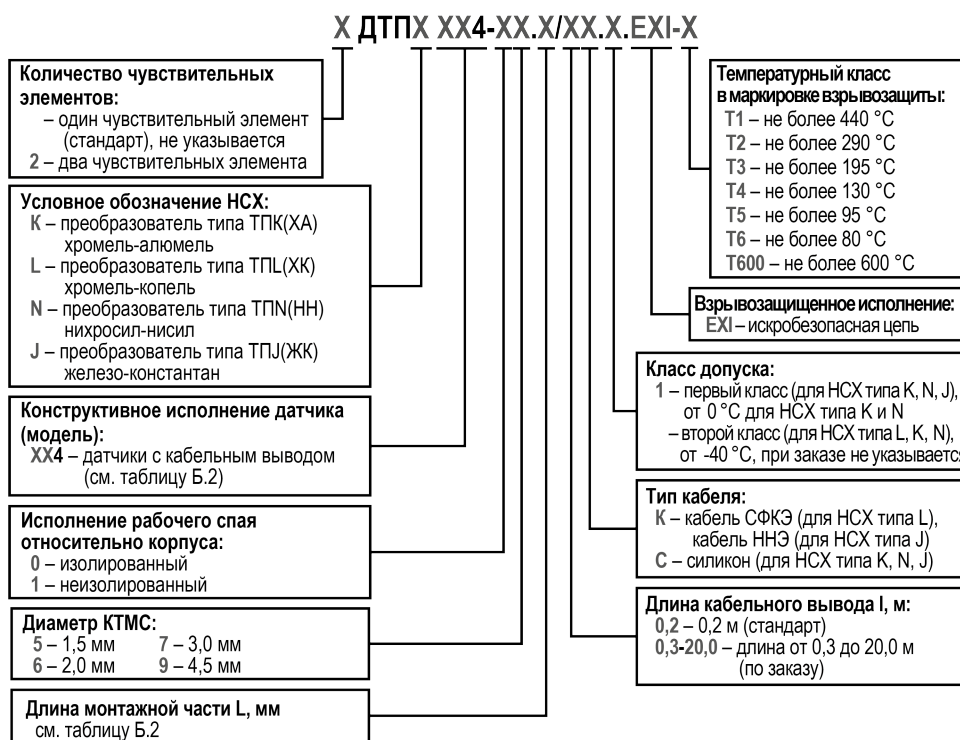 X ДТПX XX4-XX.X/XX.X.EXI-X
Количество чувствительных
элементов:
– один чувствительный элемент
(стандарт), не указывается
2 – два чувствительных элемента
Условное обозначение НСХ:
K – преобразователь типа ТПК(ХА)
хромель-алюмель
L – преобразователь типа ТПL(ХК)
хромель-копель
N – преобразователь типа ТПN(НН)
нихросил-нисил
J – преобразователь типа ТПJ(ЖК)
железо-константан
Конструктивное исполнение датчика
(модель):
XX4 – датчики с кабельным выводом
(см. таблицу Б.2)
Исполнение рабочего спая
относительно корпуса:
0 – изолированный
1 – неизолированный
Диаметр КТМС:
5 – 1,5 мм 7 – 3,0 мм
6 – 2,0 мм 9 – 4,5 мм
Длина монтажной части L, мм
см. таблицу Б.2
Температурный класс
в маркировке взрывозащиты:
T1 – не более 440 °C
T2 – не более 290 °C
T3 – не более 195 °C
T4 – не более 130 °C
T5 – не более 95 °C
T6 – не более 80 °C
T600 – не более 600 °C
Взрывозащищенное исполнение:
EXI – искробезопасная цепь
Класс допуска:
1 – первый класс (для НСХ типа K, N, J),
от 0 °C для НСХ типа K и N
– второй класс (для НСХ типа L, K, N),
от -40 °C, при заказе не указывается
Тип кабеля:
К – кабель СФКЭ (для НСХ типа L),
кабель ННЭ (для НСХ типа J)
С – силикон (для НСХ типа K, N, J)
Длина кабельного вывода l, м:
0,2 – 0,2 м (стандарт)
0,3-20,0 – длина от 0,3 до 20,0 м
(по заказу)